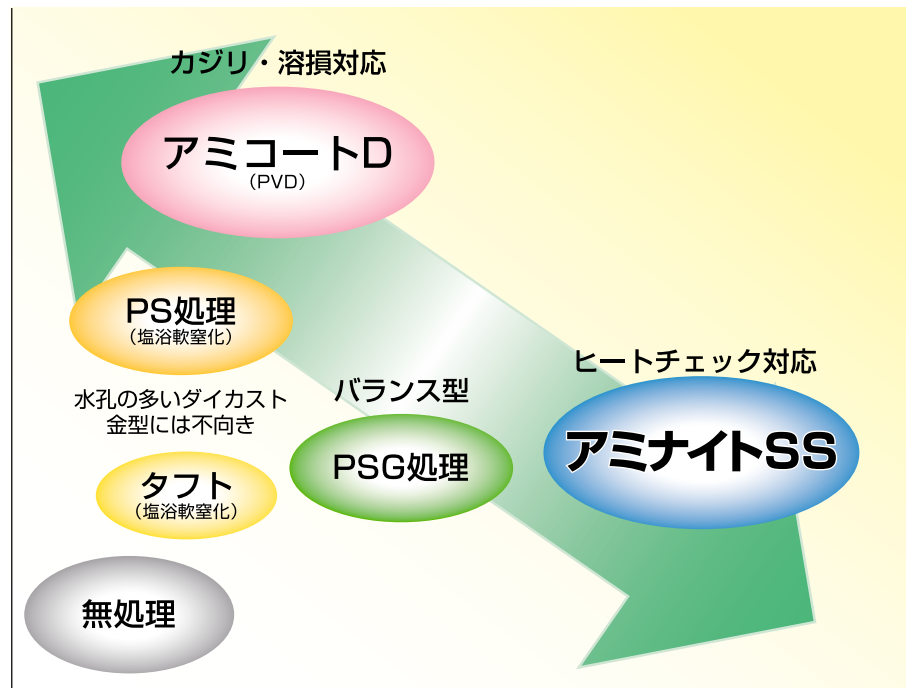 カジリ・溶損対応
アミコートD
（PVD）
PS処理
（塩浴軟窒化）
水孔の多いダイカスト
金型には不向き
タフト
（塩浴軟窒化）
無処理
バランス型
PSG処理
ヒートチェック対応
アミナイトSS